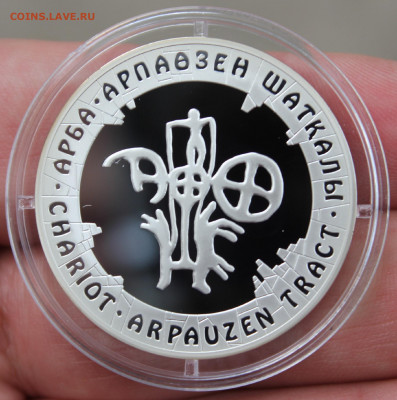 COINS.LAVE.RU
АРБА · АРПАӨЗЕН ШАТҚАЛЫ ·
CHARIOT · ARPAUZEN TRACT ·